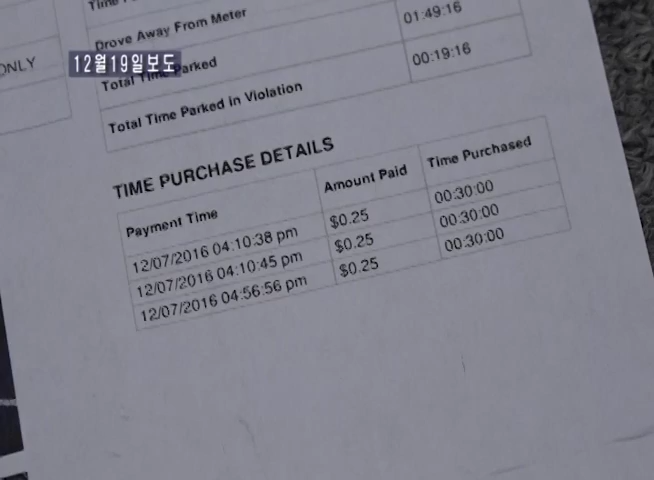 Time
Drove Away From Meter
01:49:16
ONLY
12월19일보도
Total Time Parked
00:19:16
Total Time Parked in Violation
TIME PURCHASE DETAILS
Payment Time Amount Paid Time Purchased
12/07/2016 04:10:38 pm $0.25 00:30:00
12/07/2016 04:10:45 pm $0.25 00:30:00
12/07/2016 04:56:56 pm $0.25 00:30:00